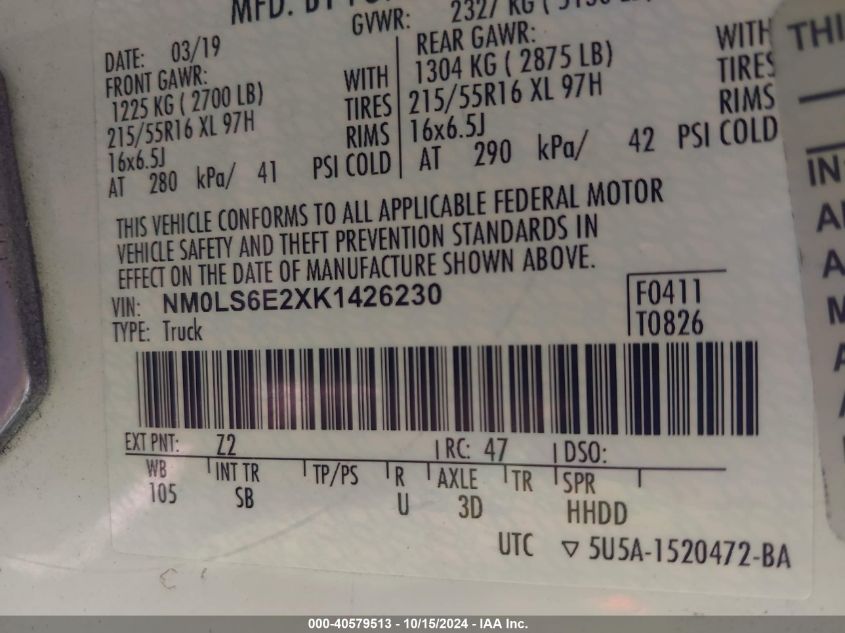 MFD. BY
GVWR: 2327 KG (
DATE: 03/19
FRONT GAWR:
1225 KG ( 2700 LB)
215/55R16 XL 97H
16x6.5J
AT 280 kPa/ 41
WITH
TIRES
RIMS
PSI COLD
REAR GAWR:
1304 KG ( 2875 LB)
215/55R16 XL 97H
16x6.5J
AT 290 kPa/ 42
WITH
TIRES
RIMS
PSI COLD
THIS VEHICLE CONFORMS TO ALL APPLICABLE FEDERAL MOTOR
VEHICLE SAFETY AND THEFT PREVENTION STANDARDS IN
EFFECT ON THE DATE OF MANUFACTURE SHOWN ABOVE.
VIN: NM0LS6E2XK1426230
TYPE: Truck
F0411
T0826
EXT PNT: Z2 RC: 47 DSO:
WB INT TR TP/PS R AXLE TR SPR
105 SB U 3D HHDD
UTC ▽ 5U5A-1520472-BA
000-40579513 - 10/15/2024 - IAA Inc.